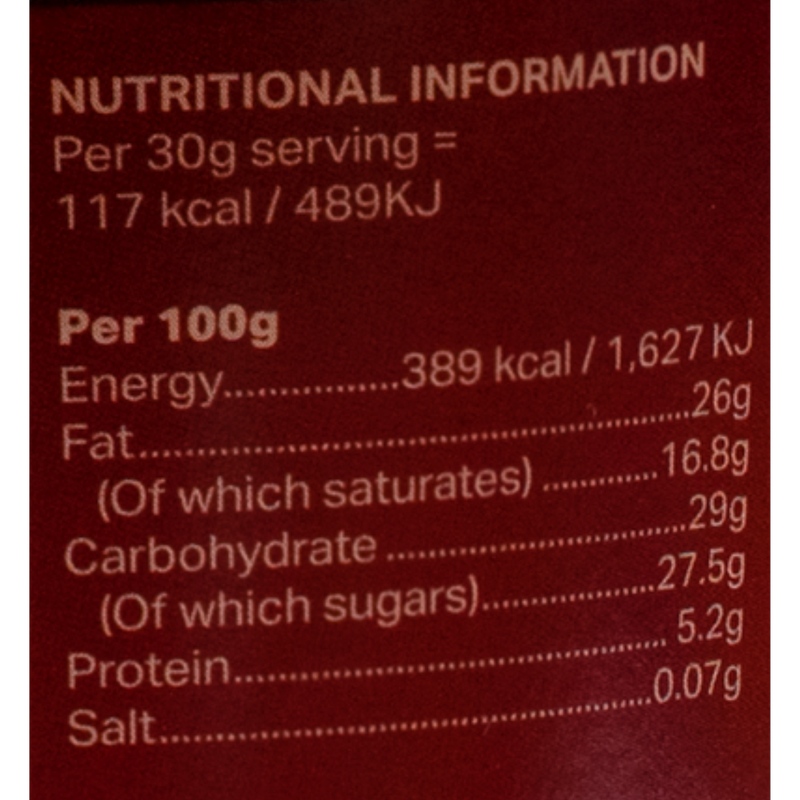 NUTRITIONAL INFORMATION
Per 30g serving =
117 kcal / 489KJ
Per 100g
Energy................389 kcal / 1,627 KJ
Fat.......................................................26g
(Of which saturates) ............16.8g
Carbohydrate ...............................29g
(Of which sugars)..................27.5g
Protein............................................ 5.2g
Salt...................................................0.07g